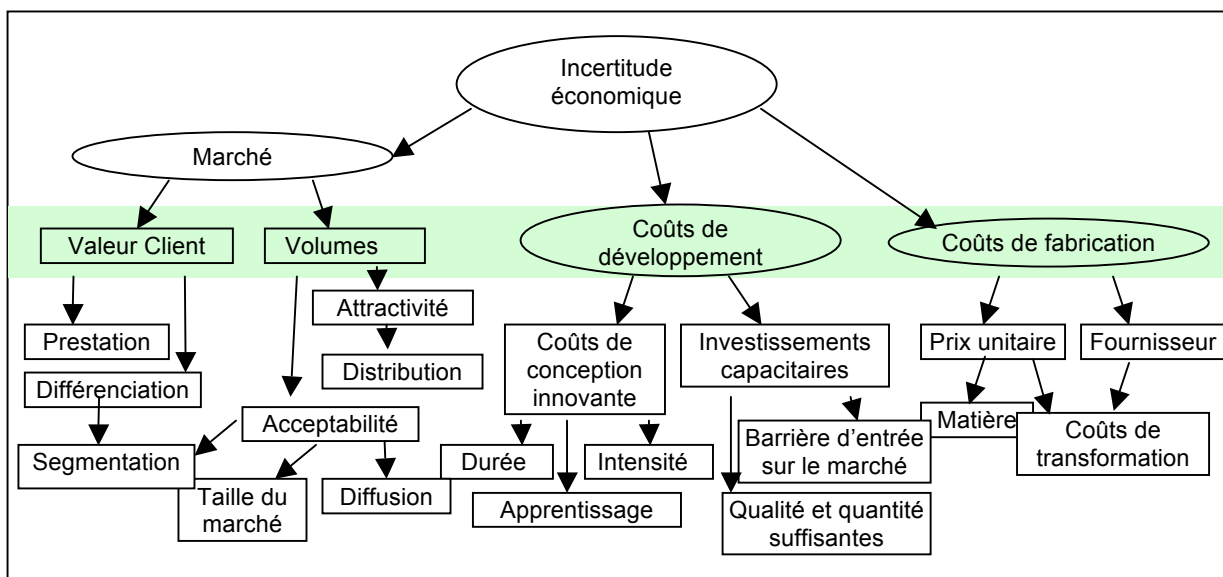 Incertitude
économique
Marché
Valeur Client
Volumes
Coûts de
développement
Coûts de fabrication
Attractivité
Prestation
Coûts de
conception
innovante
Investissements
capacitaires
Prix unitaire
Fournisseur
Différenciation
Distribution
Acceptabilité
Matière
Coûts de
transformation
Segmentation
Durée
Intensité
Barrière d’entrée
sur le marché
Taille du
marché
Diffusion
Apprentissage
Qualité et quantité
suffisantes